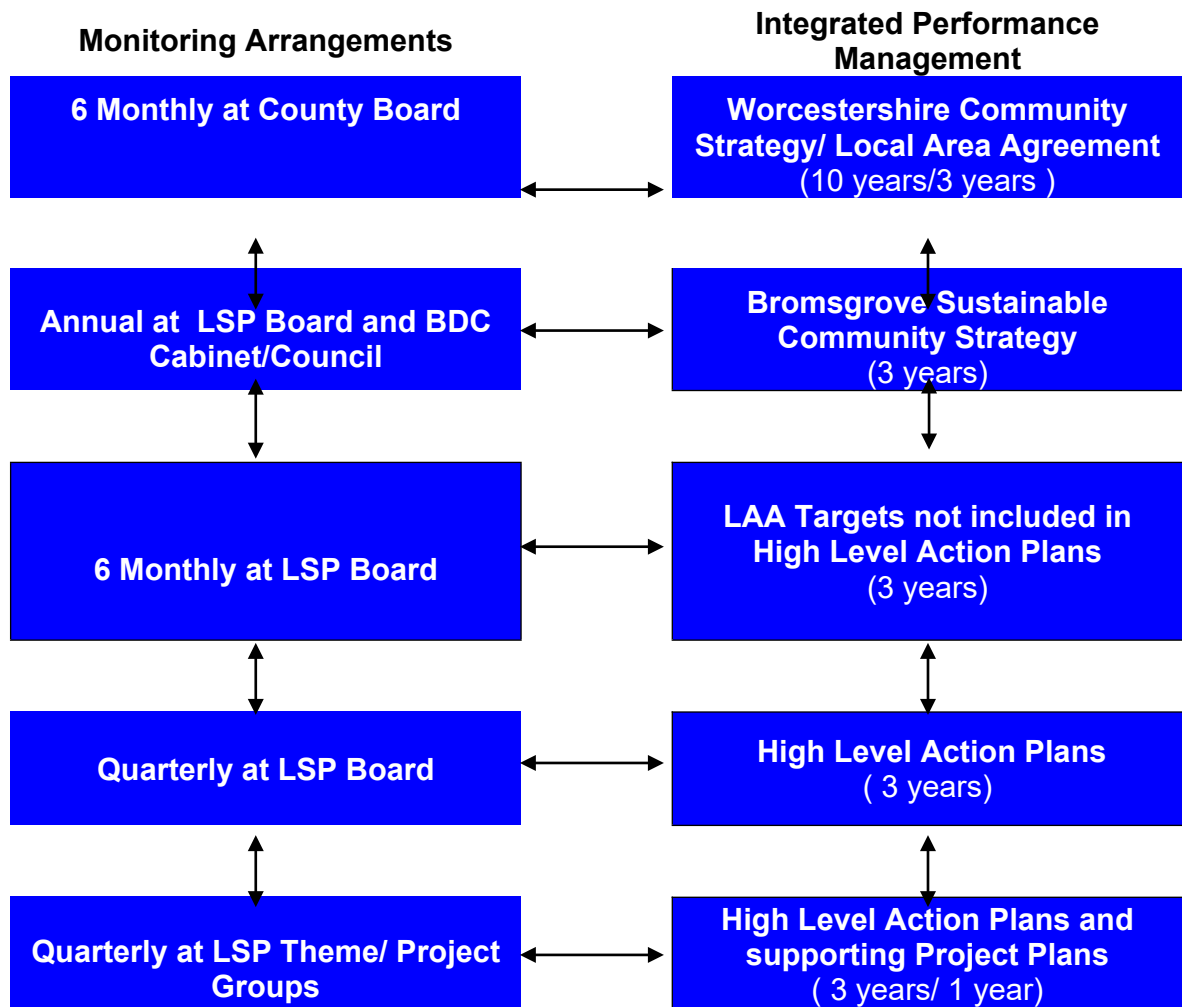 Monitoring Arrangements
Integrated Performance
Management
6 Monthly at County Board
Worcestershire Community
Strategy/ Local Area Agreement
(10 years/3 years )
Annual at LSP Board and BDC
Cabinet/Council
Bromsgrove Sustainable
Community Strategy
(3 years)
6 Monthly at LSP Board
LAA Targets not included in
High Level Action Plans
(3 years)
Quarterly at LSP Board
High Level Action Plans
( 3 years)
Quarterly at LSP Theme/ Project
Groups
High Level Action Plans and
supporting Project Plans
( 3 years/ 1 year)